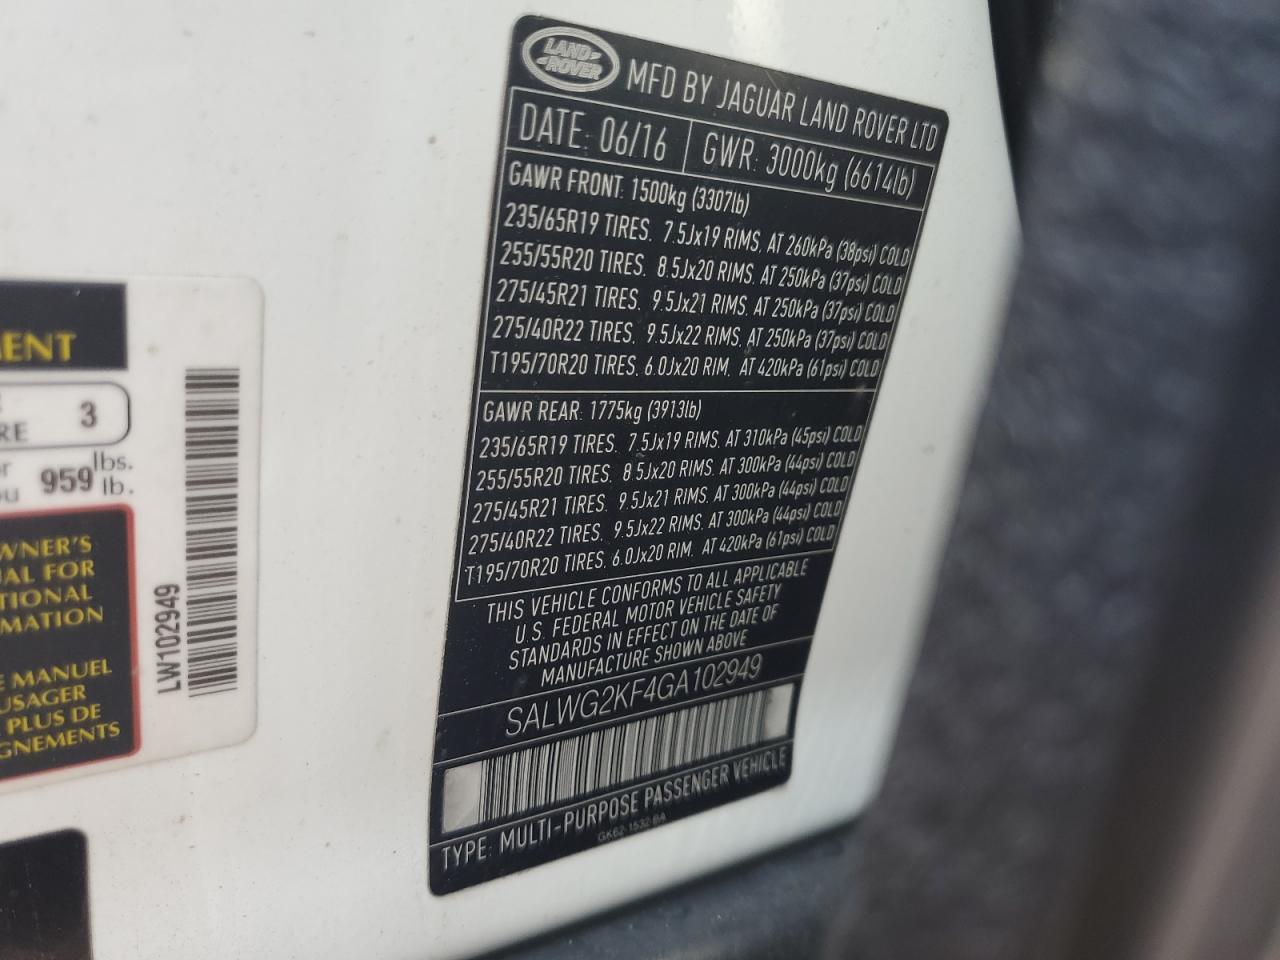 LAND
ROVER
MFD BY JAGUAR LAND ROVER LTD
DATE: 06/16 GWR: 3000kg (6614lb)
GAWR FRONT: 1500kg (3307lb)
235/65R19 TIRES. 7.5Jx19 RIMS. AT 260kPa (38psi) COLD
255/55R20 TIRES. 8.5Jx20 RIMS. AT 250kPa (37psi) COLD
275/45R21 TIRES. 9.5Jx21 RIMS. AT 250kPa (37psi) COLD
275/40R22 TIRES. 9.5Jx22 RIMS. AT 250kPa (37psi) COLD
T195/70R20 TIRES. 6.0Jx20 RIM. AT 420kPa (61psi) COLD
GAWR REAR: 1775kg (3913lb)
235/65R19 TIRES. 7.5Jx19 RIMS. AT 310kPa (45psi) COLD
255/55R20 TIRES. 8.5Jx20 RIMS. AT 300kPa (44psi) COLD
275/45R21 TIRES. 9.5Jx21 RIMS. AT 300kPa (44psi) COLD
275/40R22 TIRES. 9.5Jx22 RIMS. AT 300kPa (44psi) COLD
T195/70R20 TIRES. 6.0Jx20 RIM. AT 420kPa (61psi) COLD
THIS VEHICLE CONFORMS TO ALL APPLICABLE
U.S. FEDERAL MOTOR VEHICLE SAFETY
STANDARDS IN EFFECT ON THE DATE OF
MANUFACTURE SHOWN ABOVE
SALWG2KF4GA102949
TYPE: MULTI-PURPOSE PASSENGER VEHICLE
GK62-1532-BA
ENT
RE 3
or 959 lbs.
ou lb.
WNER'S
UAL FOR
TIONAL
MATION
E MANUEL
USAGER
PLUS DE
GNEMENTS
LW102949